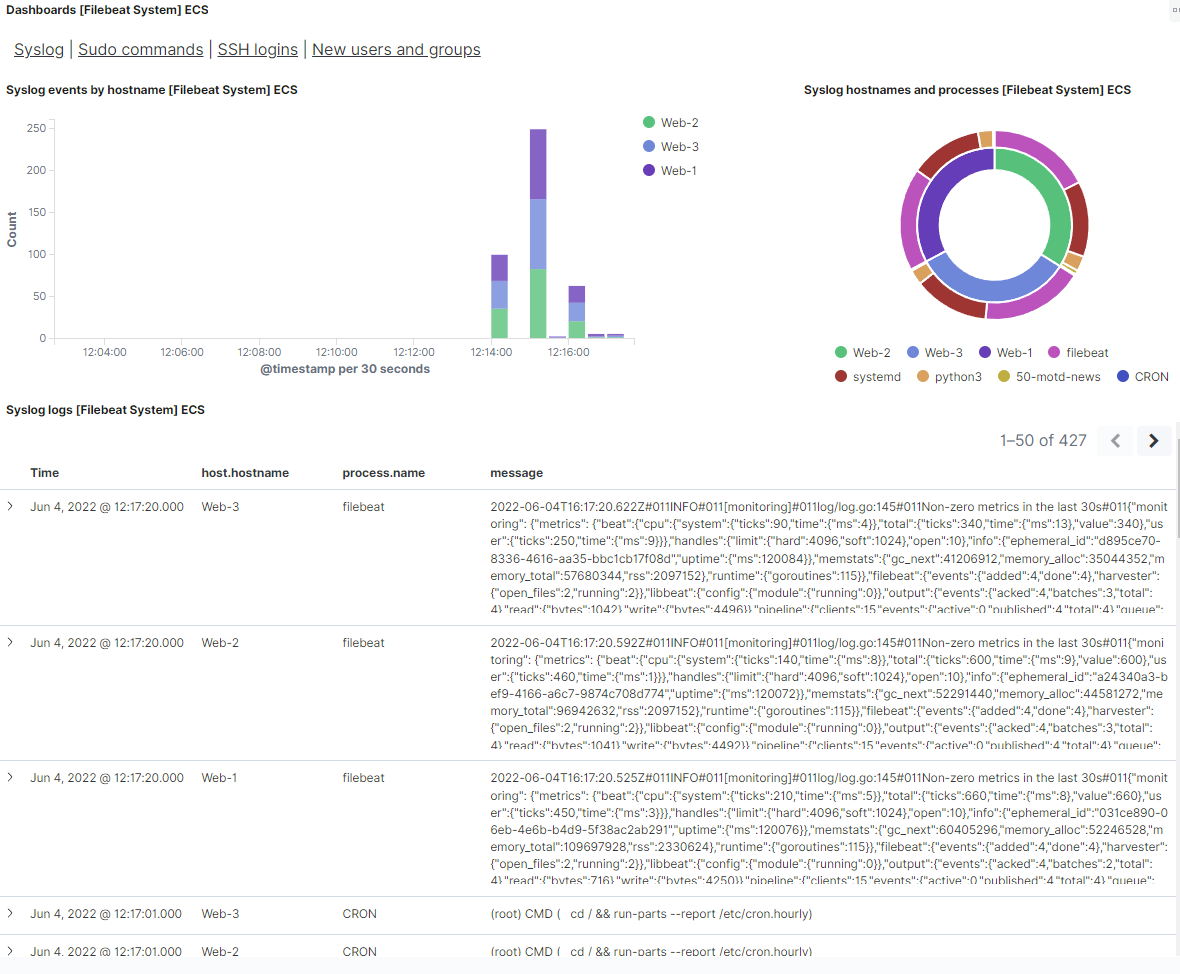 Dashboards [Filebeat System] ECS
Syslog | Sudo commands | SSH logins | New users and groups
Syslog events by hostname [Filebeat System] ECS
250
200
150
100
50
0
Count
12:04:00 12:06:00 12:08:00 12:10:00 12:12:00 12:14:00 12:16:00
@timestamp per 30 seconds
Web-2
Web-3
Web-1
Syslog hostnames and processes [Filebeat System] ECS
Web-2 Web-3 Web-1 filebeat
systemd python3 50-motd-news CRON
Syslog logs [Filebeat System] ECS
1–50 of 427
Time host.hostname process.name message
Jun 4, 2022 @ 12:17:20.000 Web-3 filebeat 2022-06-04T16:17:20.622Z#011INFO#011[monitoring]#011log/log.go:145#011Non-zero metrics in the last 30s#011{"monit
oring": {"metrics": {"beat":{"cpu":{"system":{"ticks":90,"time":{"ms":4}},"total":{"ticks":340,"time":{"ms":13},"value":340},"us
er":{"ticks":250,"time":{"ms":9}}},"handles":{"limit":{"hard":4096,"soft":1024},"open":10},"info":{"ephemeral_id":"d895ce70-
8336-4616-aa35-bbc1cb17f08d","uptime":{"ms":120084}},"memstats":{"gc_next":41206912,"memory_alloc":35044352,"m
emory_total":57680344,"rss":2097152},"runtime":{"goroutines":115}},"filebeat":{"events":{"added":4,"done":4},"harvester":
{"open_files":2,"running":2}},"libbeat":{"config":{"module":{"running":0}},"output":{"events":{"acked":4,"batches":3,"total":
4},"read":{"bytes":1042},"write":{"bytes":4496}},"pipeline":{"clients":15,"events":{"active":0,"published":4,"total":4},"queue":
Jun 4, 2022 @ 12:17:20.000 Web-2 filebeat 2022-06-04T16:17:20.592Z#011INFO#011[monitoring]#011log/log.go:145#011Non-zero metrics in the last 30s#011{"moni
toring": {"metrics": {"beat":{"cpu":{"system":{"ticks":140,"time":{"ms":8}},"total":{"ticks":600,"time":{"ms":9},"value":600},"us
er":{"ticks":460,"time":{"ms":1}}},"handles":{"limit":{"hard":4096,"soft":1024},"open":10},"info":{"ephemeral_id":"a24340a3-b
ef9-4166-a6c7-9874c708d774","uptime":{"ms":120072}},"memstats":{"gc_next":52291440,"memory_alloc":44581272,"me
mory_total":96942632,"rss":2097152},"runtime":{"goroutines":115}},"filebeat":{"events":{"added":4,"done":4},"harvester":
{"open_files":2,"running":2}},"libbeat":{"config":{"module":{"running":0}},"output":{"events":{"acked":4,"batches":3,"total":
4},"read":{"bytes":1041},"write":{"bytes":4492}},"pipeline":{"clients":15,"events":{"active":0,"published":4,"total":4},"queue":
Jun 4, 2022 @ 12:17:20.000 Web-1 filebeat 2022-06-04T16:17:20.525Z#011INFO#011[monitoring]#011log/log.go:145#011Non-zero metrics in the last 30s#011{"monit
oring": {"metrics": {"beat":{"cpu":{"system":{"ticks":210,"time":{"ms":5}},"total":{"ticks":660,"time":{"ms":8},"value":660},"us
er":{"ticks":450,"time":{"ms":3}}},"handles":{"limit":{"hard":4096,"soft":1024},"open":10},"info":{"ephemeral_id":"031ce890-0
6eb-4e6b-b4d9-5f38ac2ab291","uptime":{"ms":120076}},"memstats":{"gc_next":60405296,"memory_alloc":52246528,"m
emory_total":109697928,"rss":2330624},"runtime":{"goroutines":115}},"filebeat":{"events":{"added":4,"done":4},"harvester":
{"open_files":2,"running":2}},"libbeat":{"config":{"module":{"running":0}},"output":{"events":{"acked":4,"batches":2,"total":
4},"read":{"bytes":716},"write":{"bytes":4250}},"pipeline":{"clients":15,"events":{"active":0,"published":4,"total":4},"queue":
Jun 4, 2022 @ 12:17:01.000 Web-3 CRON (root) CMD ( cd / && run-parts --report /etc/cron.hourly)
Jun 4, 2022 @ 12:17:01.000 Web-2 CRON (root) CMD ( cd / && run-parts --report /etc/cron.hourly)